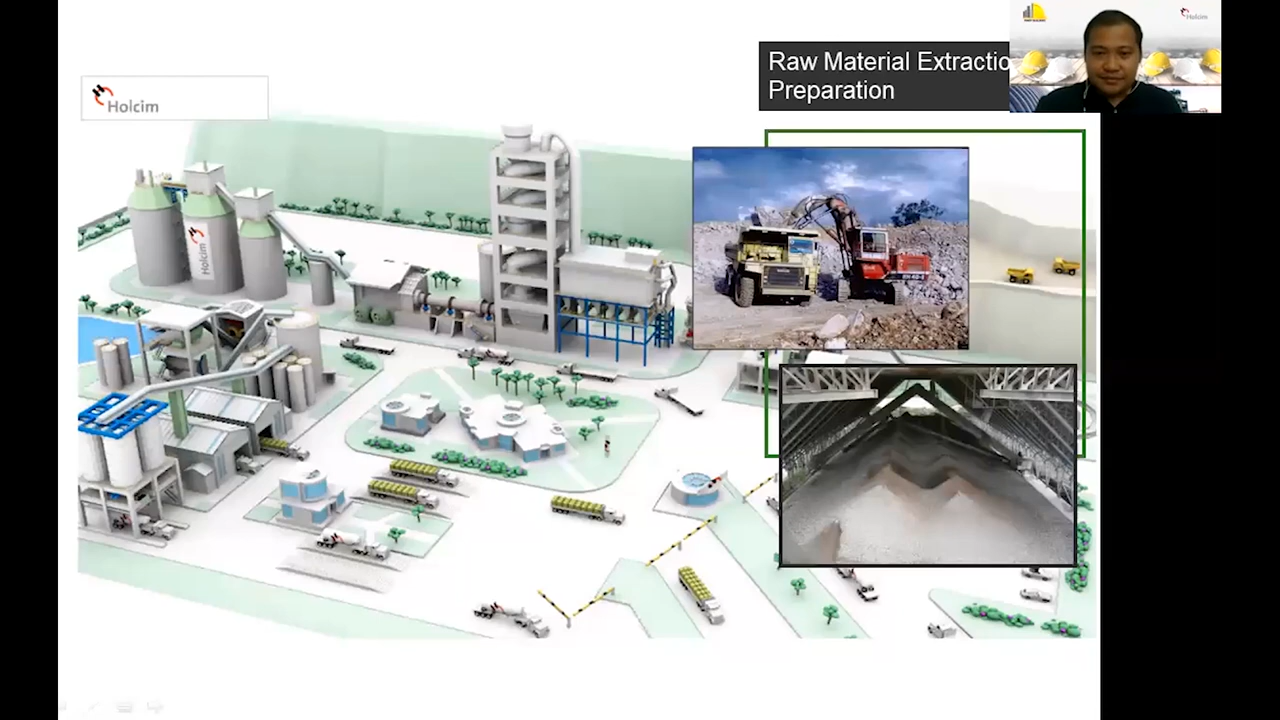 Holcim
Raw Material Extractio
Preparation
Holcim
Holcim